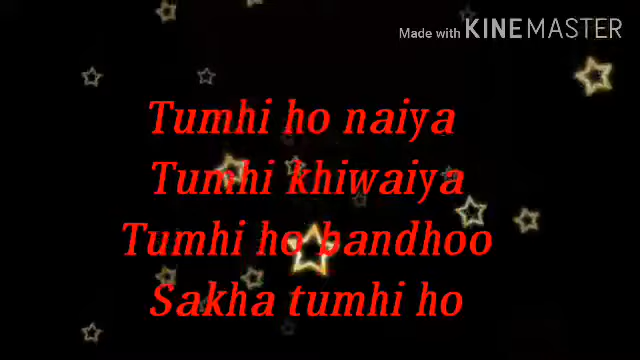 Made with KINEMASTER
Tumhi ho naiya
Tumhi khiwaiya
Tumhi ho bandhoo
Sakha tumhi ho